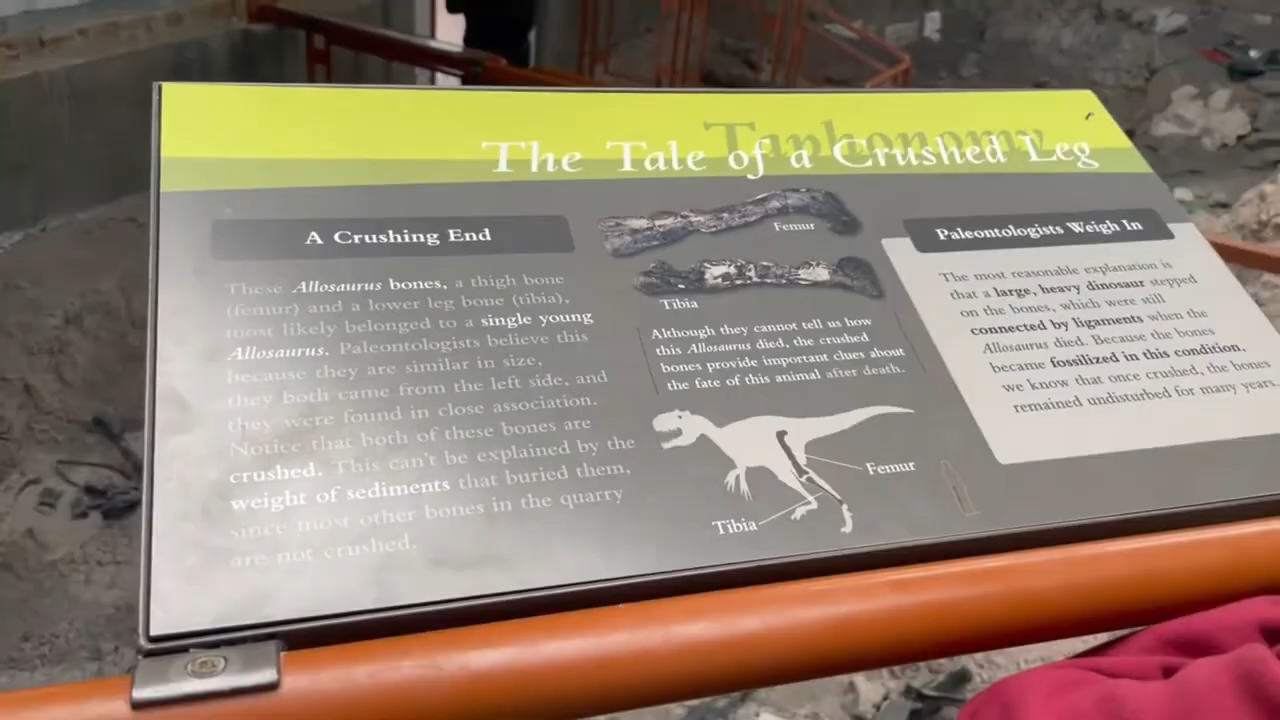 Taphonomy
The Tale of a Crushed Leg
A Crushing End
These Allosaurus bones, a thigh bone
(femur) and a lower leg bone (tibia),
most likely belonged to a single young
Allosaurus. Paleontologists believe this
because they are similar in size,
they both came from the left side, and
they were found in close association.
Notice that both of these bones are
crushed. This can't be explained by the
weight of sediments that buried them,
since most other bones in the quarry
are not crushed.
Femur
Tibia
Although they cannot tell us how
this Allosaurus died, the crushed
bones provide important clues about
the fate of this animal after death.
Femur
Tibia
Paleontologists Weigh In
The most reasonable explanation is
that a large, heavy dinosaur stepped
on the bones, which were still
connected by ligaments when the
Allosaurus died. Because the bones
became fossilized in this condition,
we know that once crushed, the bones
remained undisturbed for many years.